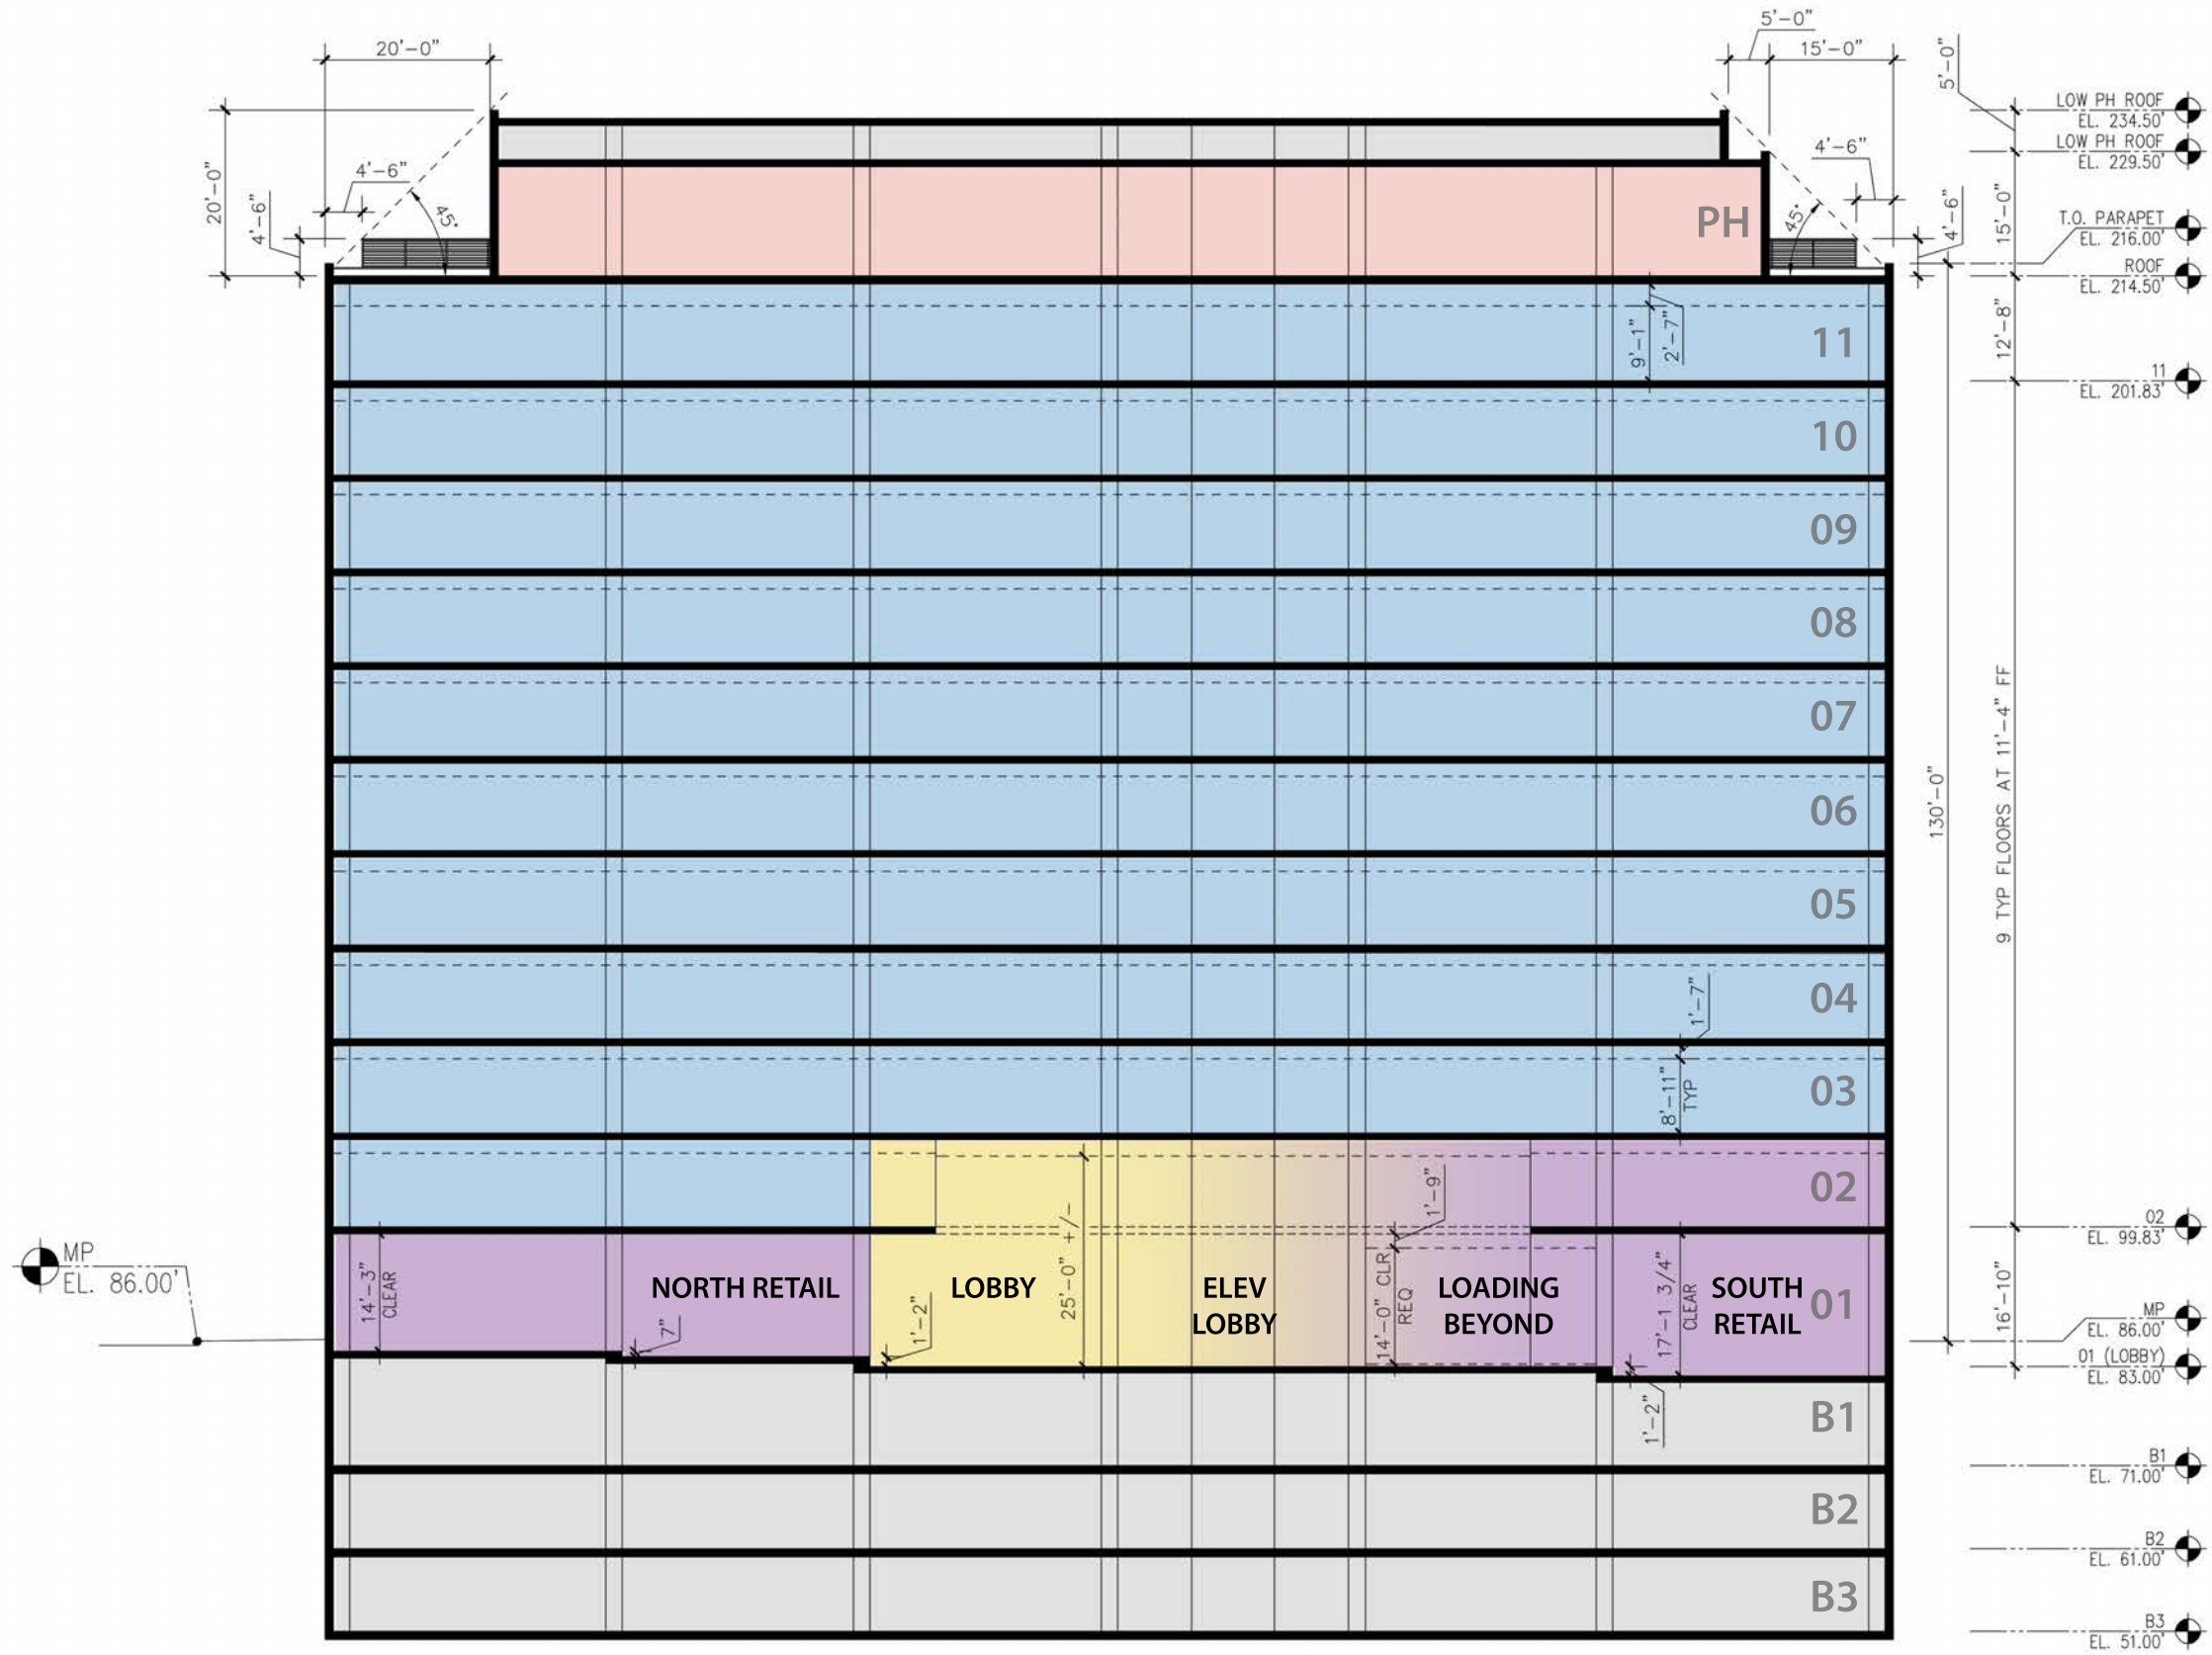 5'-0"
20'-0"
15'-0"
5'-0"
LOW PH ROOF
EL. 234.50'
LOW PH ROOF
EL. 229.50'
4'-6"
4'-6"
20'-0"
4'-6"
45°
PH
45°
4'-6"
15'-0"
T.O. PARAPET
EL. 216.00'
ROOF
EL. 214.50'
9'-1"
2'-7"
11
12'-8"
11
EL. 201.83'
10
09
08
07
06
130'-0"
9 TYP FLOORS AT 11'-4" FF
05
04
1'-7"
8'-11"
TYP
03
02
1'-9"
02
EL. 99.83'
MP
EL. 86.00'
14'-3"
CLEAR
NORTH RETAIL
7"
LOBBY
1'-2"
25'-0" +/-
ELEV
LOBBY
14'-0" CLR
REQ
LOADING
BEYOND
17'-1 3/4"
CLEAR
SOUTH
RETAIL
01
16'-10"
MP
EL. 86.00'
01 (LOBBY)
EL. 83.00'
1'-2"
B1
B1
EL. 71.00'
B2
B2
EL. 61.00'
B3
B3
EL. 51.00'